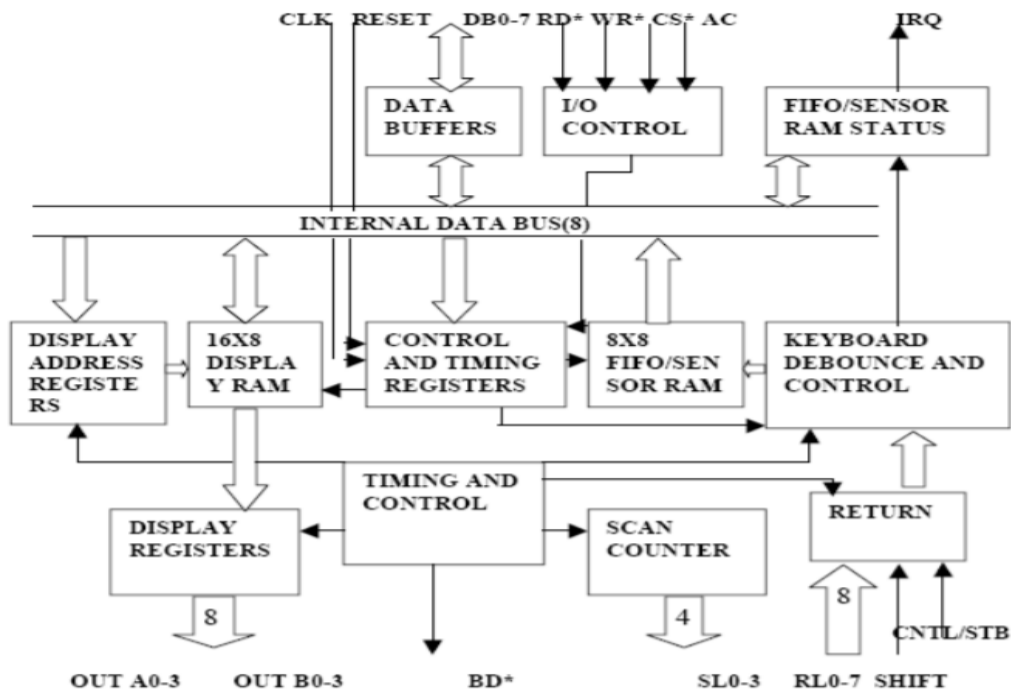 CLK RESET DB0-7 RD* WR* CS* AC IRQ
DATA
BUFFERS
I/O
CONTROL
FIFO/SENSOR
RAM STATUS
INTERNAL DATA BUS(8)
DISPLAY
ADDRESS
REGISTE
RS
16X8
DISPLA
Y RAM
CONTROL
AND TIMING
REGISTERS
8X8
FIFO/SEN
SOR RAM
KEYBOARD
DEBOUNCE AND
CONTROL
TIMING AND
CONTROL
DISPLAY
REGISTERS
SCAN
COUNTER
RETURN
8
4
8
CNTL/STB
OUT A0-3 OUT B0-3 BD* SL0-3 RL0-7 SHIFT